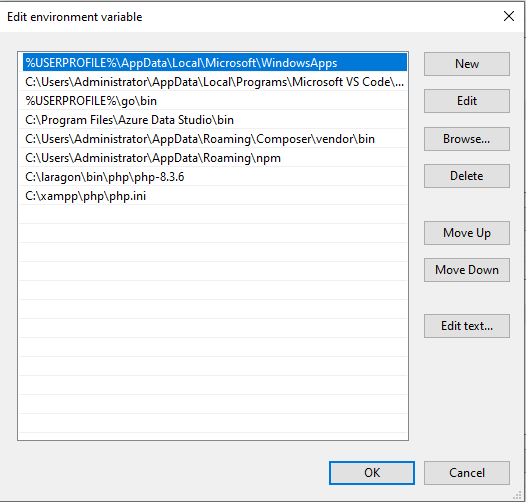 Edit environment variable
%USERPROFILE%\AppData\Local\Microsoft\WindowsApps
New
C:\Users\Administrator\AppData\Local\Programs\Microsoft VS Code\...
%USERPROFILE%\go\bin
Edit
C:\Program Files\Azure Data Studio\bin
C:\Users\Administrator\AppData\Roaming\Composer\vendor\bin
Browse...
C:\Users\Administrator\AppData\Roaming\npm
C:\laragon\bin\php\php-8.3.6
Delete
C:\xampp\php\php.ini
Move Up
Move Down
Edit text...
OK
Cancel